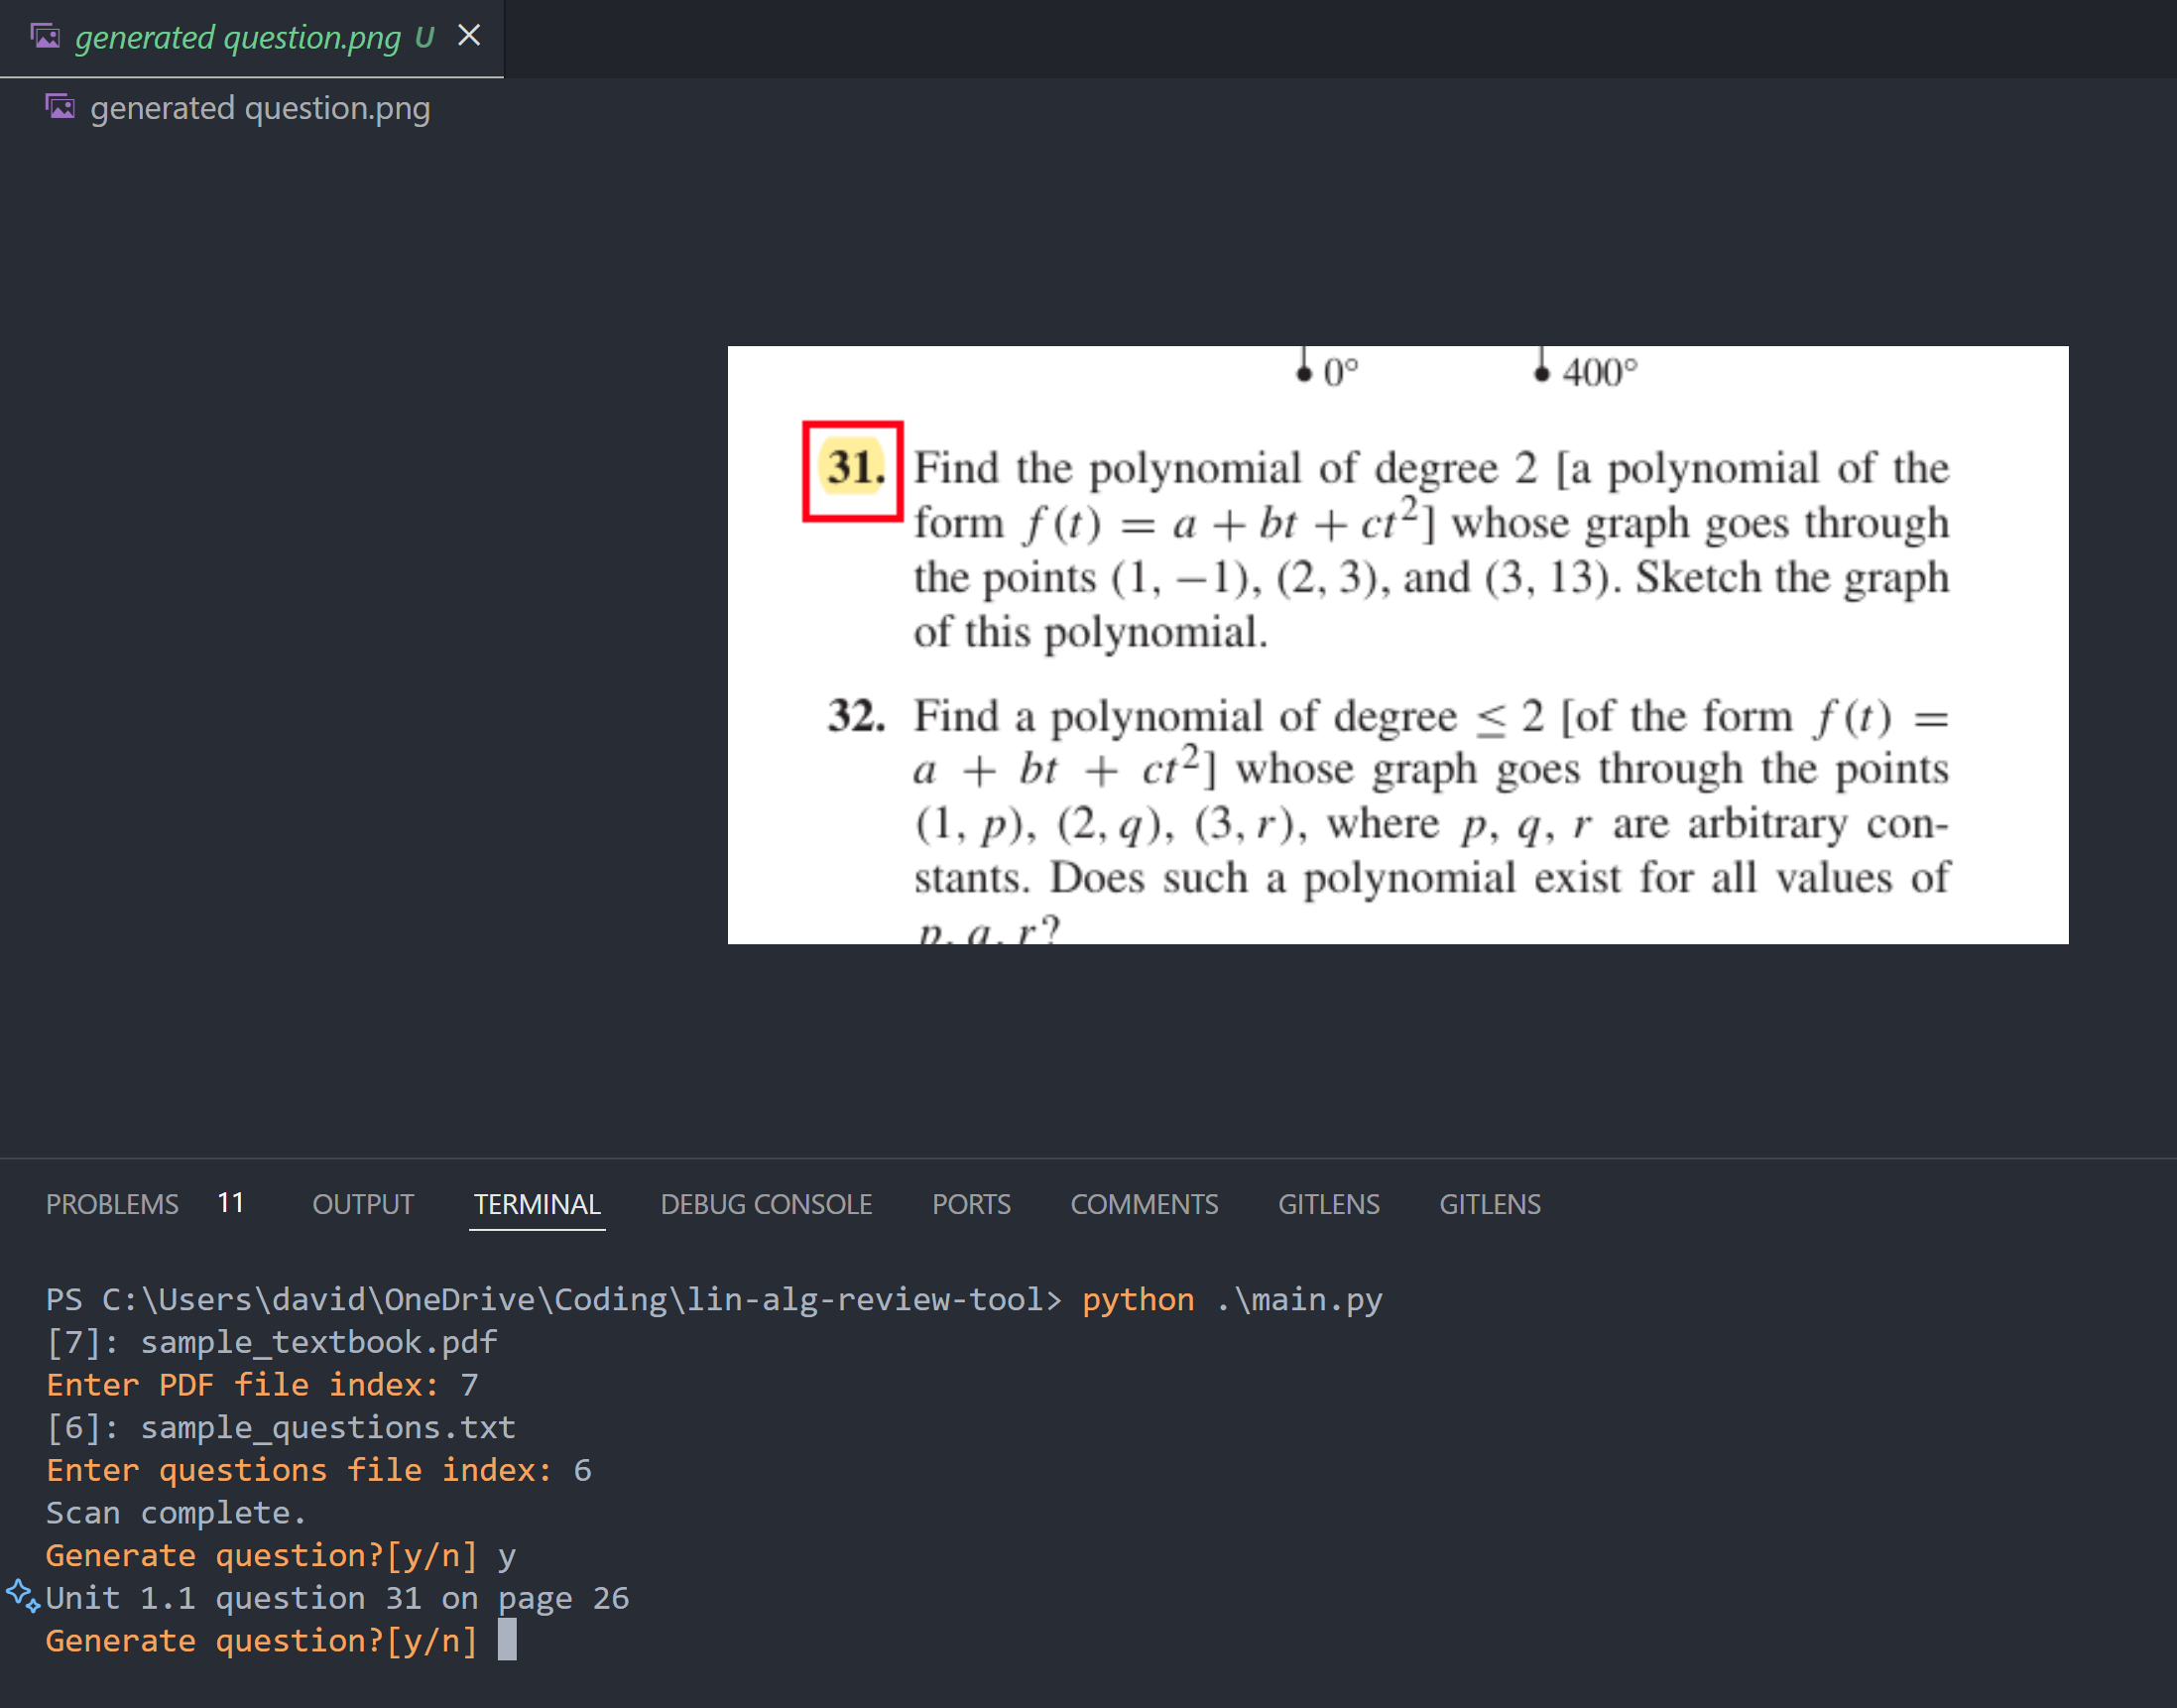 generated question.png U
generated question.png
0° 400°
31. Find the polynomial of degree 2 [a polynomial of the
form f(t) = a + bt + ct²] whose graph goes through
the points (1, −1), (2, 3), and (3, 13). Sketch the graph
of this polynomial.
32. Find a polynomial of degree ≤ 2 [of the form f(t) =
a + bt + ct²] whose graph goes through the points
(1, p), (2, q), (3, r), where p, q, r are arbitrary con-
stants. Does such a polynomial exist for all values of
p, q, r?
PROBLEMS 11 OUTPUT TERMINAL DEBUG CONSOLE PORTS COMMENTS GITLENS GITLENS
PS C:\Users\david\OneDrive\Coding\lin-alg-review-tool> python .\main.py
[7]: sample_textbook.pdf
Enter PDF file index: 7
[6]: sample_questions.txt
Enter questions file index: 6
Scan complete.
Generate question?[y/n] y
Unit 1.1 question 31 on page 26
Generate question?[y/n]